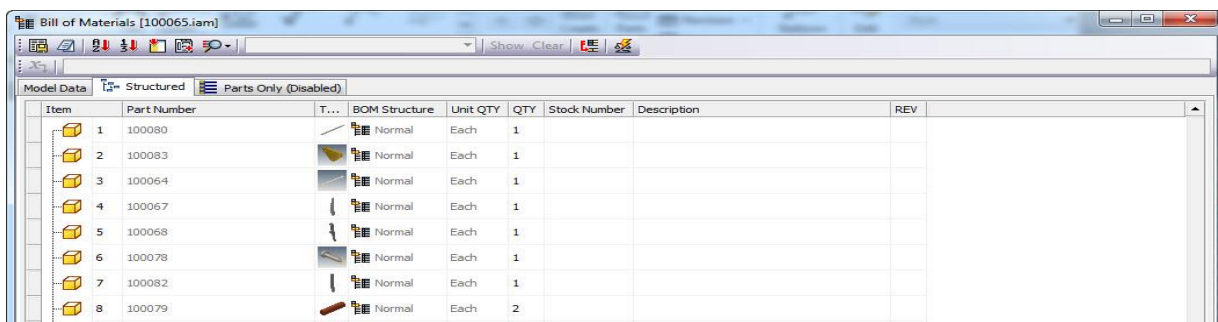 Bill of Materials [100065.iam]
Show Clear
Model Data Structured Parts Only (Disabled)
Item Part Number T... BOM Structure Unit QTY QTY Stock Number Description REV
1 100080 Normal Each 1
2 100083 Normal Each 1
3 100064 Normal Each 1
4 100067 Normal Each 1
5 100068 Normal Each 1
6 100078 Normal Each 1
7 100082 Normal Each 1
8 100079 Normal Each 2